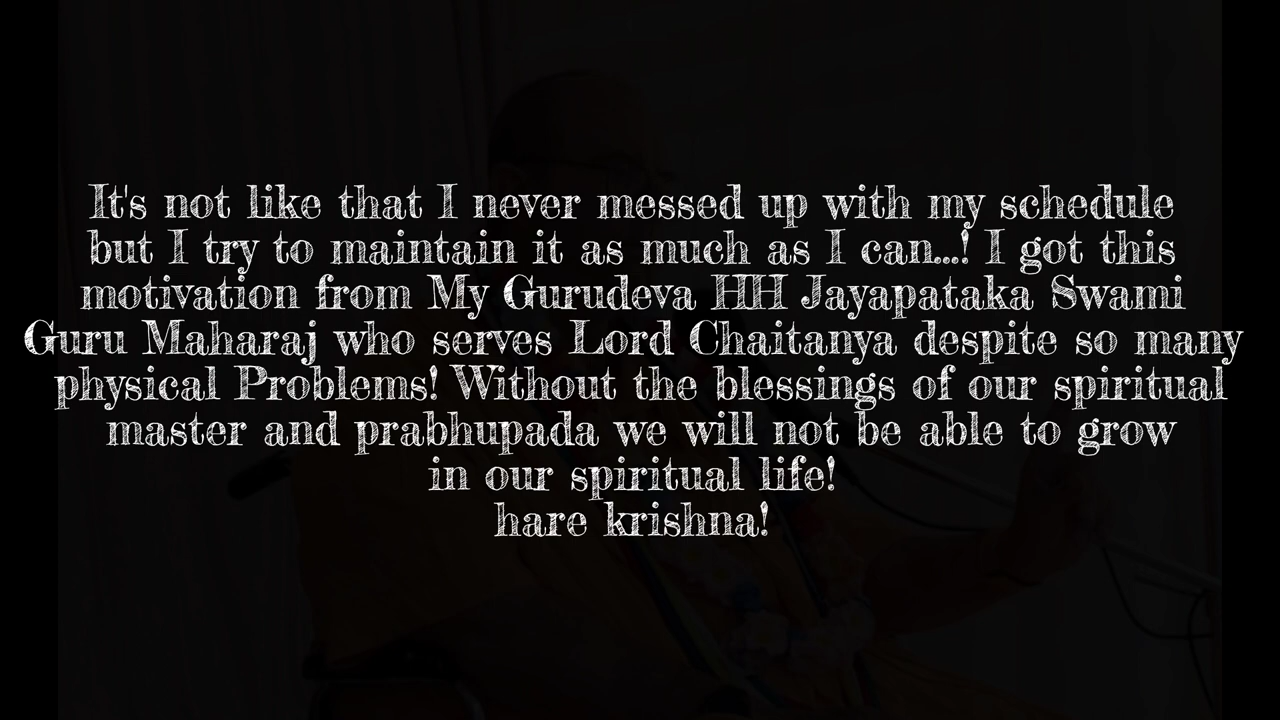 It's not like that I never messed up with my schedule
but I try to maintain it as much as I can...! I got this
motivation from My Gurudeva HH Jayapataka Swami
Guru Maharaj who serves Lord Chaitanya despite so many
physical Problems! Without the blessings of our spiritual
master and prabhupada we will not be able to grow
in our spiritual life!
hare krishna!